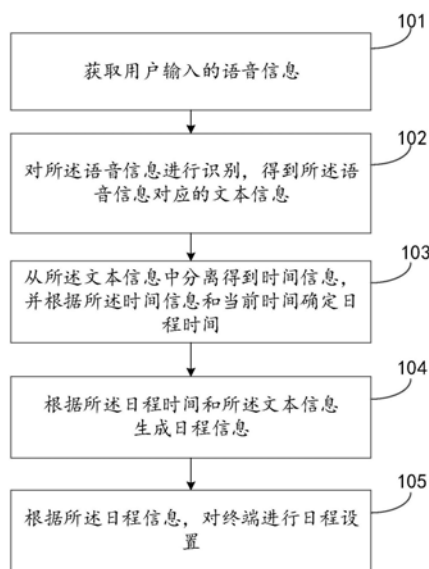 101
获取用户输入的语音信息
102
对所述语音信息进行识别，得到所述语
音信息对应的文本信息
103
从所述文本信息中分离得到时间信息，
并根据所述时间信息和当前时间确定日
程时间
104
根据所述日程时间和所述文本信息
生成日程信息
105
根据所述日程信息，对终端进行日程设
置